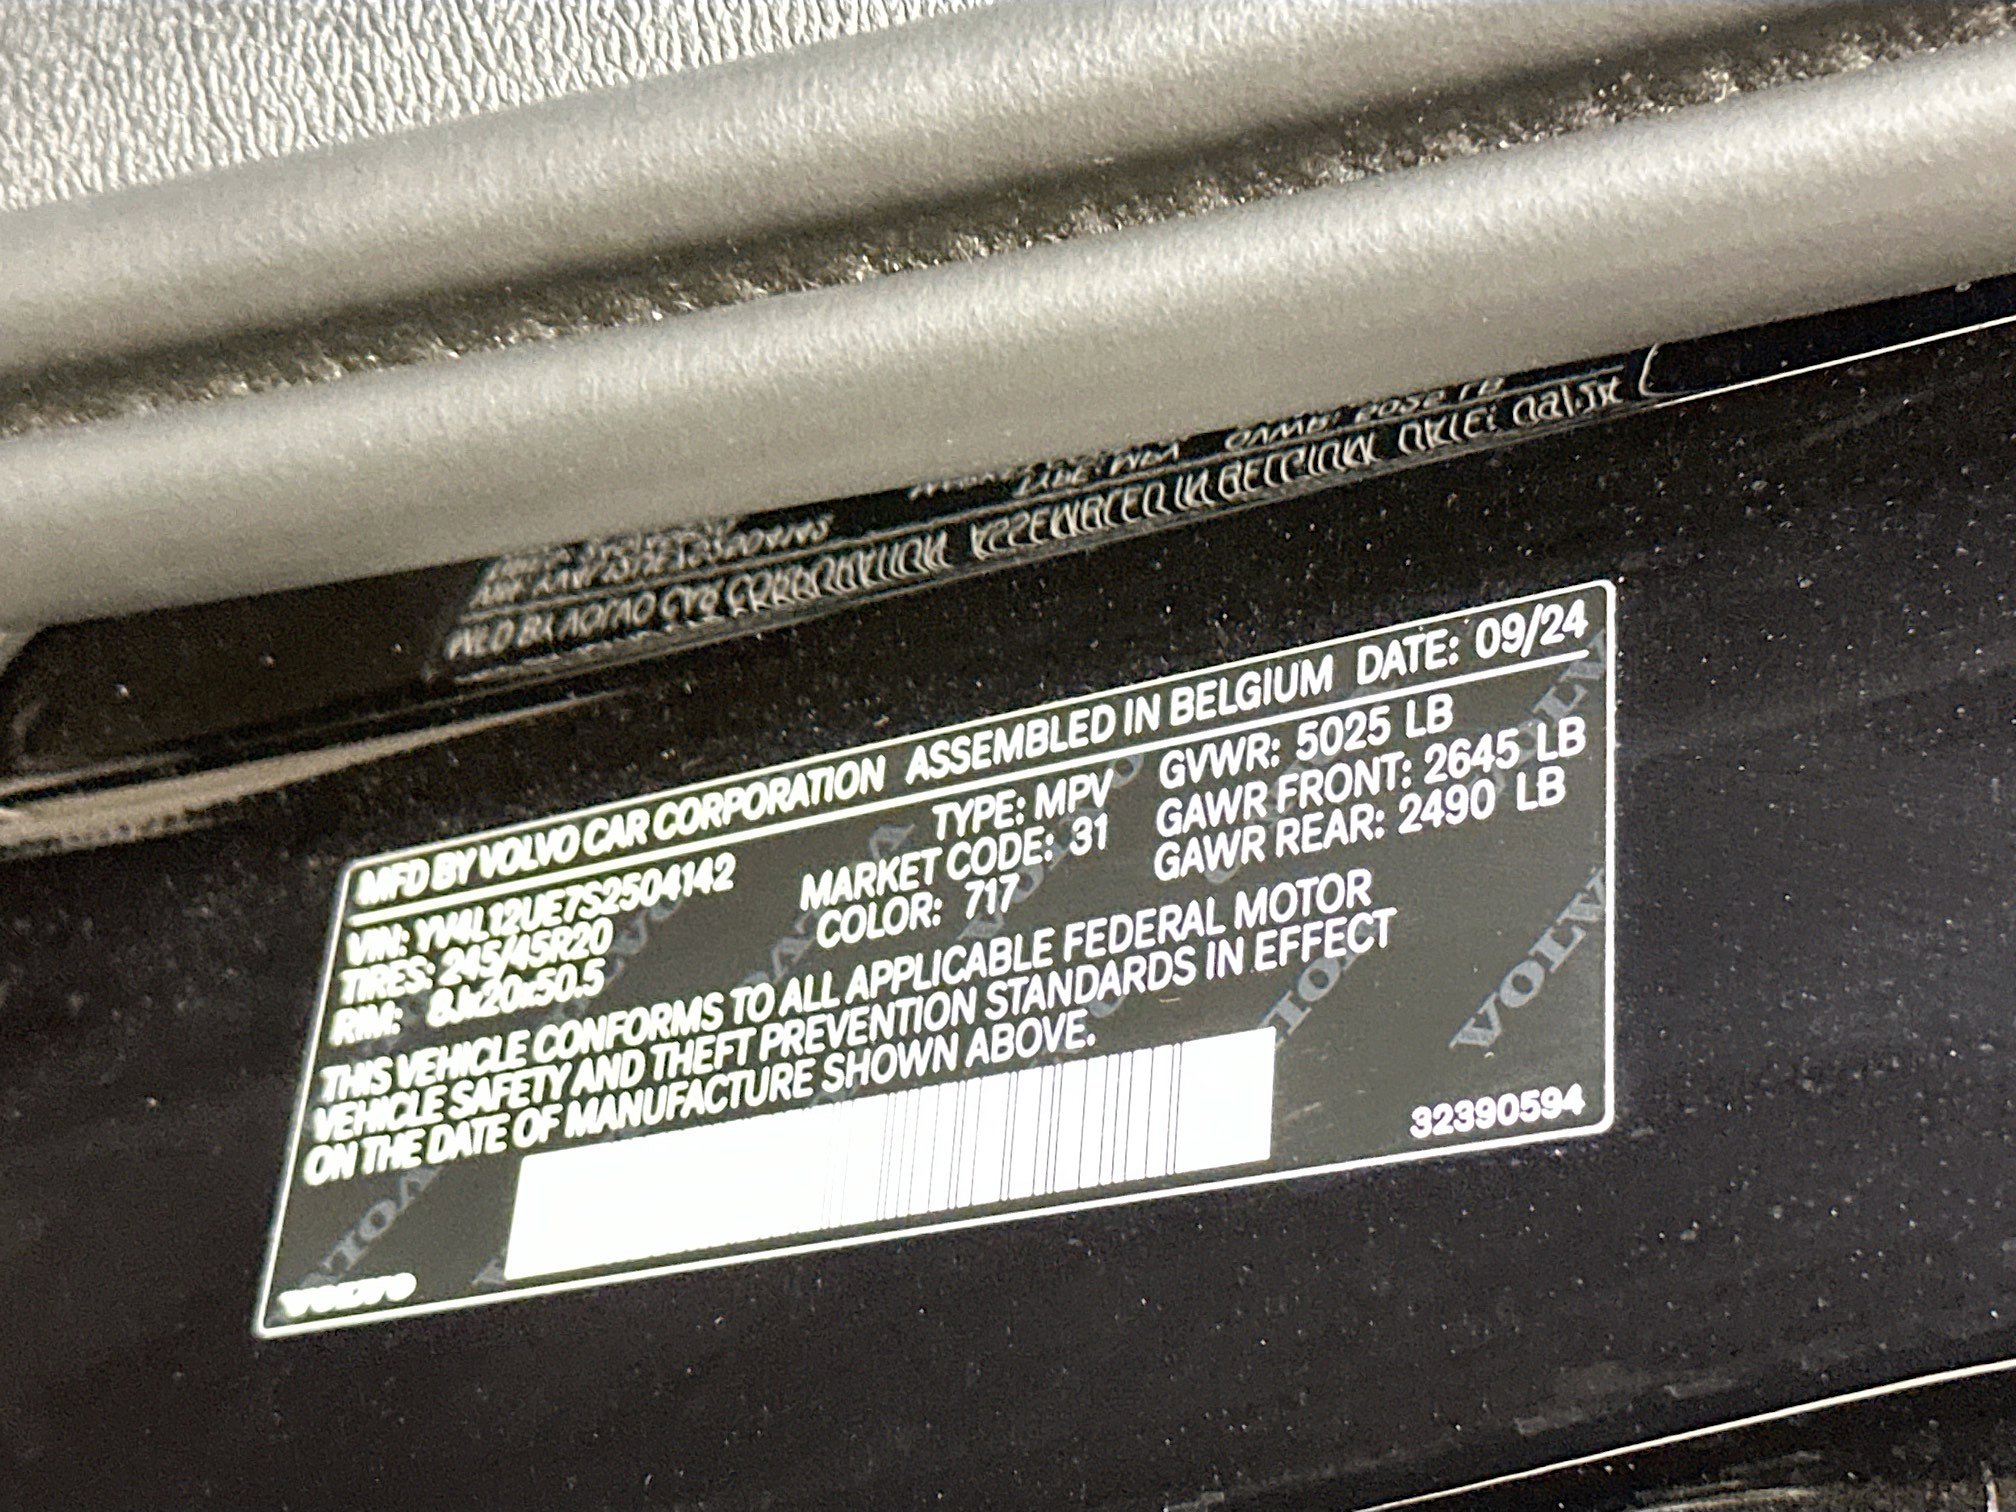 MFD BY VOLVO CAR CORPORATION ASSEMBLED IN BELGIUM DATE: 09/24
VIN: YV4L12UE7S2504142 TYPE: MPV GVWR: 5025 LB
TIRES: 245/45R20 MARKET CODE: 31 GAWR FRONT: 2645 LB
RIM: 8Jx20x50.5 COLOR: 717 GAWR REAR: 2490 LB
THIS VEHICLE CONFORMS TO ALL APPLICABLE FEDERAL MOTOR
VEHICLE SAFETY AND THEFT PREVENTION STANDARDS IN EFFECT
ON THE DATE OF MANUFACTURE SHOWN ABOVE.
VOLVO
32390594